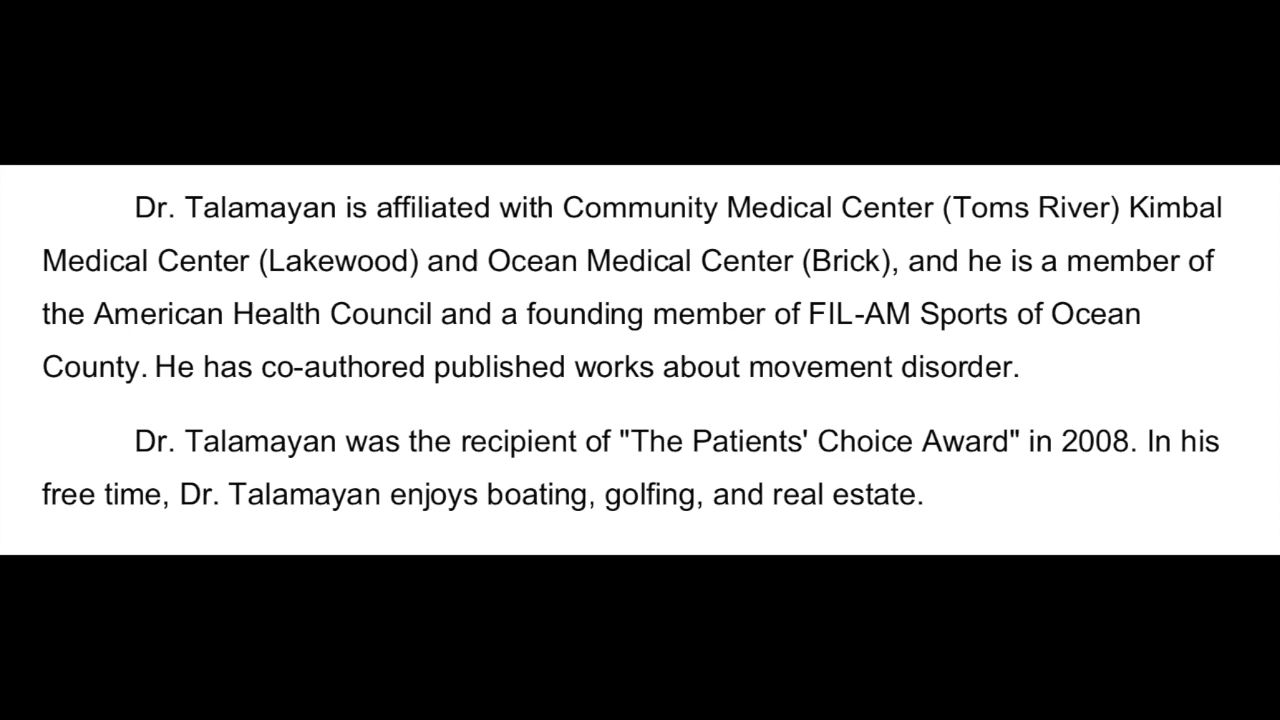 Dr. Talamayan is affiliated with Community Medical Center (Toms River) Kimbal
Medical Center (Lakewood) and Ocean Medical Center (Brick), and he is a member of
the American Health Council and a founding member of FIL-AM Sports of Ocean
County. He has co-authored published works about movement disorder.
Dr. Talamayan was the recipient of "The Patients' Choice Award" in 2008. In his
free time, Dr. Talamayan enjoys boating, golfing, and real estate.